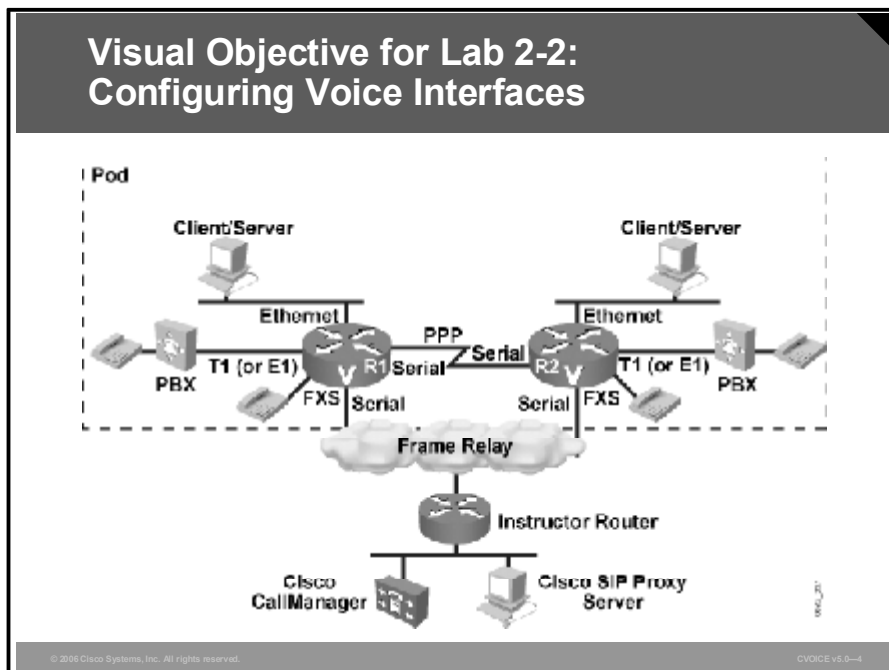 Visual Objective for Lab 2-2:
Configuring Voice Interfaces
Pod
Client/Server
Client/Server
Ethernet
Ethernet
PPP
Serial
R1
Serial
R2
T1 (or E1)
T1 (or E1)
PBX
PBX
V
V
FXS
Serial
Serial
FXS
Frame Relay
Instructor Router
Cisco
CallManager
Cisco SIP Proxy
Server
© 2006 Cisco Systems, Inc. All rights reserved.
CVOICE v5.0—4